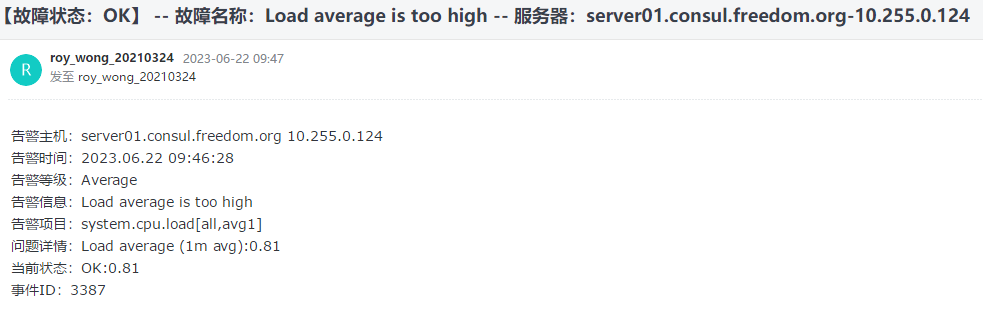 【故障状态：OK】 -- 故障名称：Load average is too high -- 服务器：server01.consul.freedom.org-10.255.0.124
R
roy_wong_20210324 2023-06-22 09:47
发至 roy_wong_20210324
告警主机：server01.consul.freedom.org 10.255.0.124
告警时间：2023.06.22 09:46:28
告警等级：Average
告警信息：Load average is too high
告警项目：system.cpu.load[all,avg1]
问题详情：Load average (1m avg):0.81
当前状态：OK:0.81
事件ID：3387